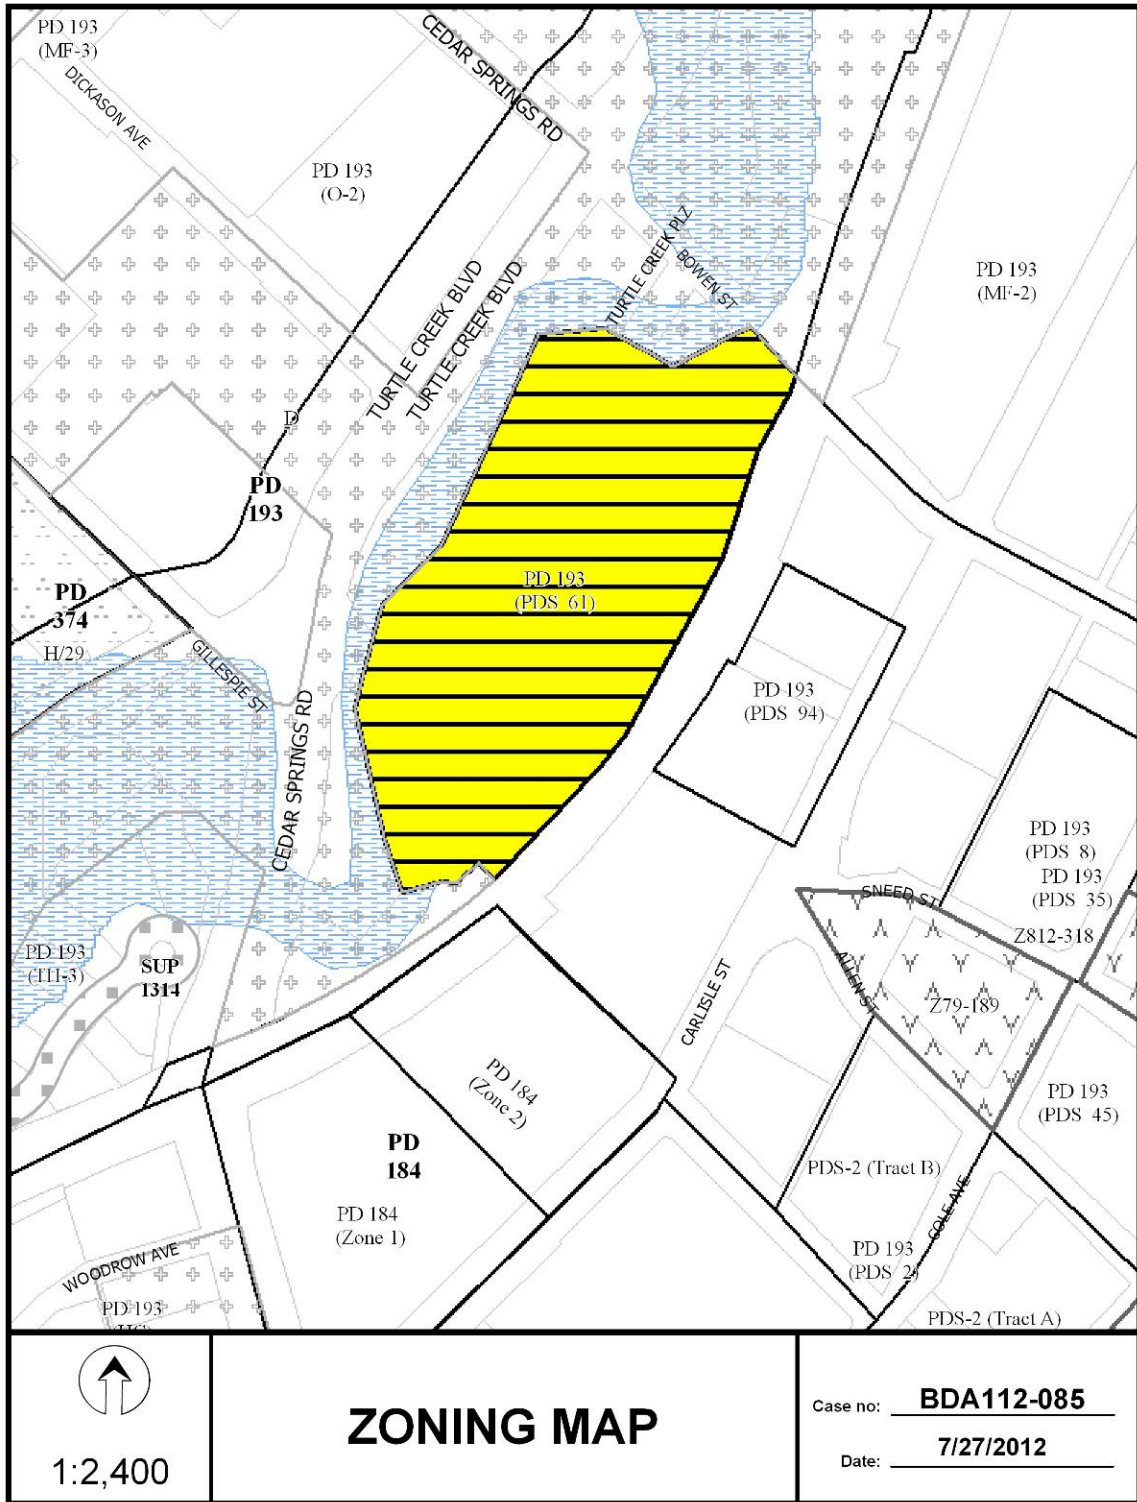 PD 193
(MF-3)
DICKASON AVE
CEDAR SPRINGS RD
PD 193
(O-2)
TURTLE CREEK BLVD
TURTLE CREEK BLVD
TURTLE CREEK PLZ
BOWEN ST
PD 193
(MF-2)
D
PD
193
PD 193
(PDS 61)
PD
374
H/29
GILLESPIE ST
CEDAR SPRINGS RD
PD 193
(PDS 94)
PD 193
(PDS 8)
PD 193
(PDS 35)
SNEED ST
Z812-318
PD 193
(TH-3)
SUP
1314
ALLEN ST
Z79-189
CARLISLE ST
PD 184
(Zone 2)
PD 193
(PDS 45)
PD
184
PDS-2 (Tract B)
PD 184
(Zone 1)
COLE AVE
WOODROW AVE
PD 193
(PDS 2)
PD 193
PDS-2 (Tract A)
1:2,400
ZONING MAP
Case no: BDA112-085
Date: 7/27/2012